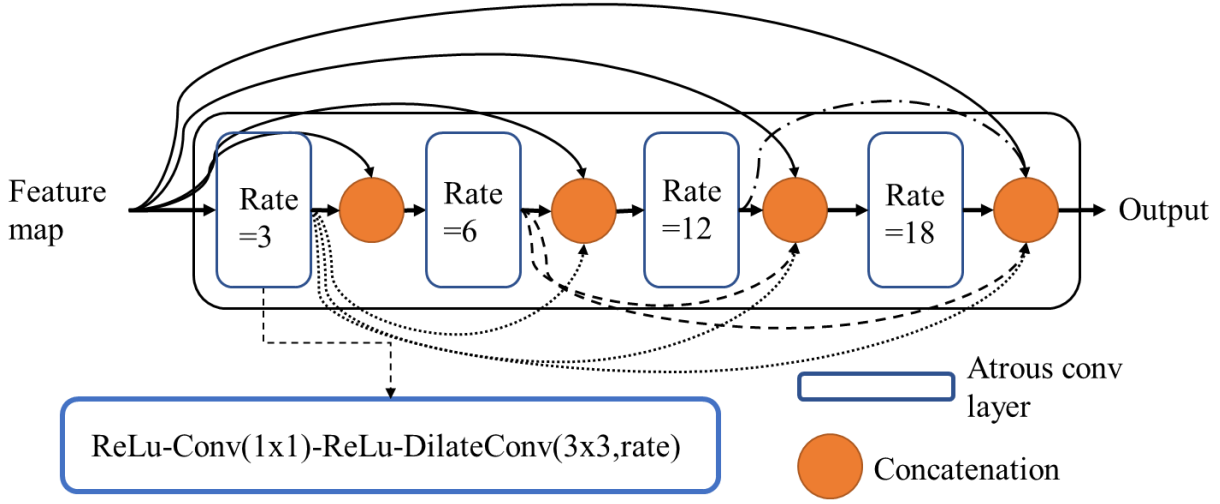 Feature
map
Rate
=3
Rate
=6
Rate
=12
Rate
=18
Output
ReLu-Conv(1x1)-ReLu-DilateConv(3x3,rate)
Atrous conv
layer
Concatenation